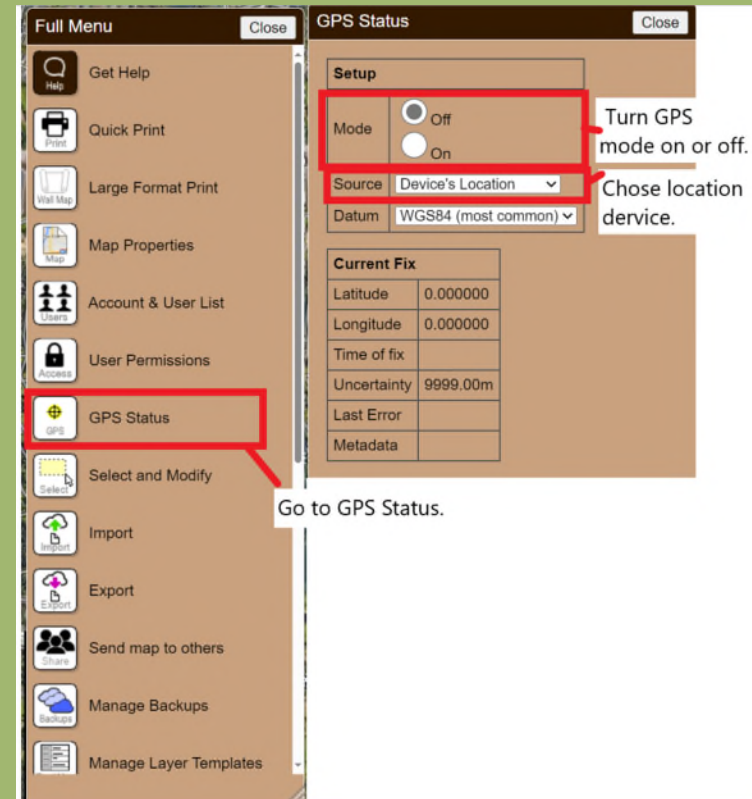 Full Menu
Close
Help
Get Help
Print
Quick Print
Wall Map
Large Format Print
Map
Map Properties
Users
Account & User List
Access
User Permissions
GPS
GPS Status
Select
Select and Modify
Import
Import
Export
Export
Share
Send map to others
Backups
Manage Backups
Manage Layer Templates
GPS Status
Close
Setup
Mode
Off
On
Source Device's Location
Datum WGS84 (most common)
Current Fix
Latitude 0.000000
Longitude 0.000000
Time of fix
Uncertainty 9999.00m
Last Error
Metadata
Turn GPS
mode on or off.
Chose location
dervice.
Go to GPS Status.